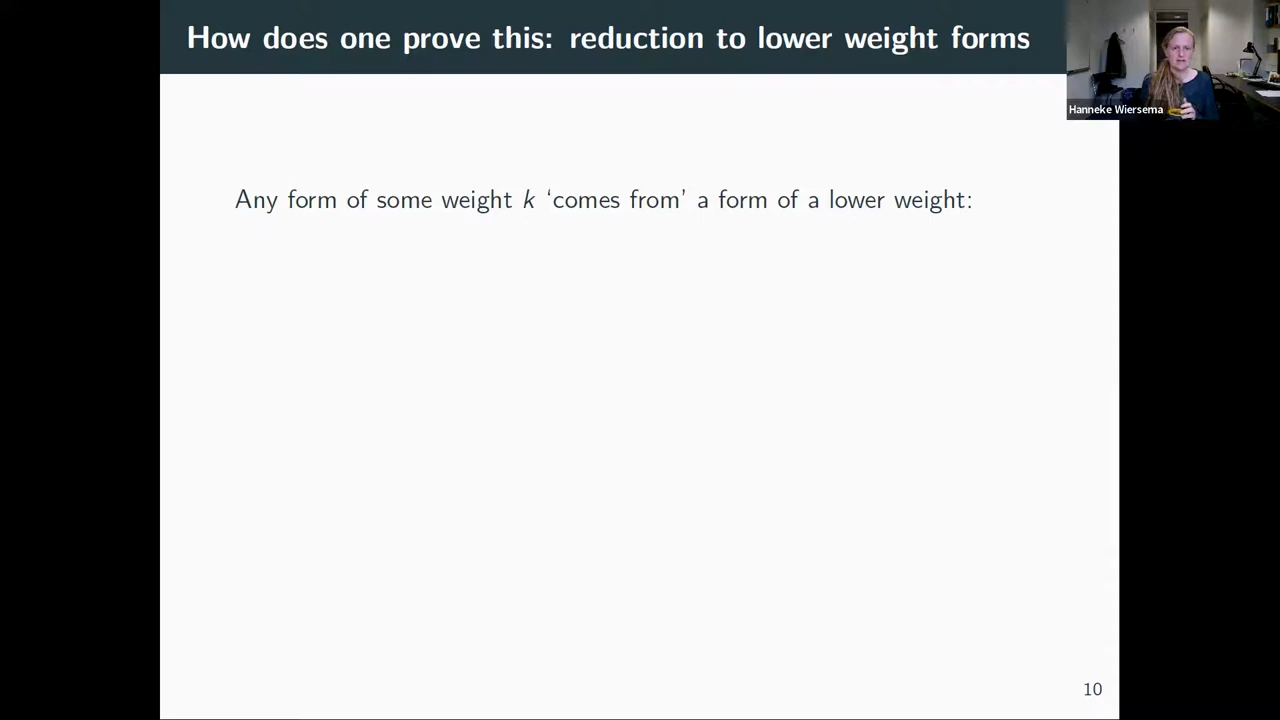 How does one prove this: reduction to lower weight forms
Hanneke Wiersema
Any form of some weight k ‘comes from’ a form of a lower weight:
10